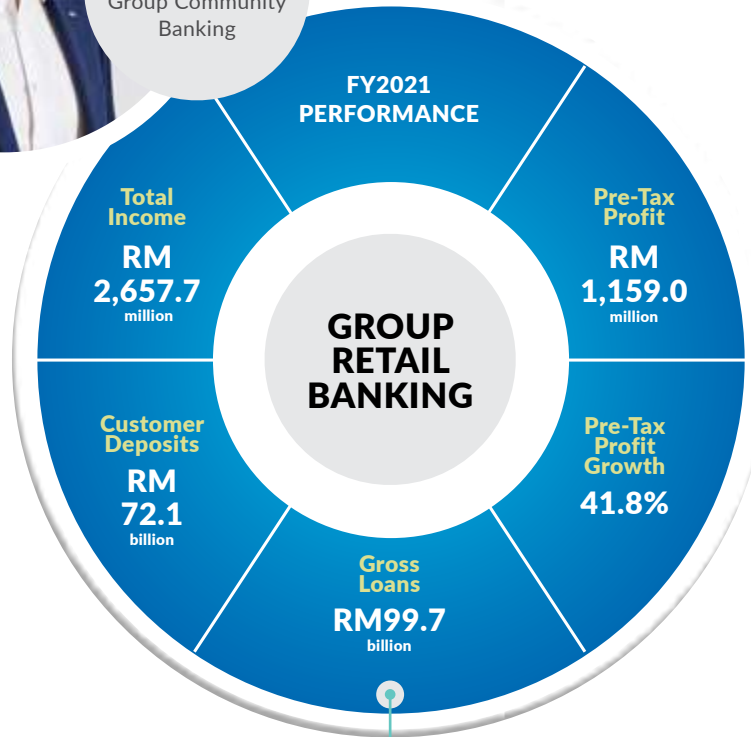 Group Community
Banking
FY2021
PERFORMANCE
Total
Income
RM
2,657.7
million
Pre-Tax
Profit
RM
1,159.0
million
GROUP
RETAIL
BANKING
Customer
Deposits
RM
72.1
billion
Pre-Tax
Profit
Growth
41.8%
Gross
Loans
RM99.7
billion